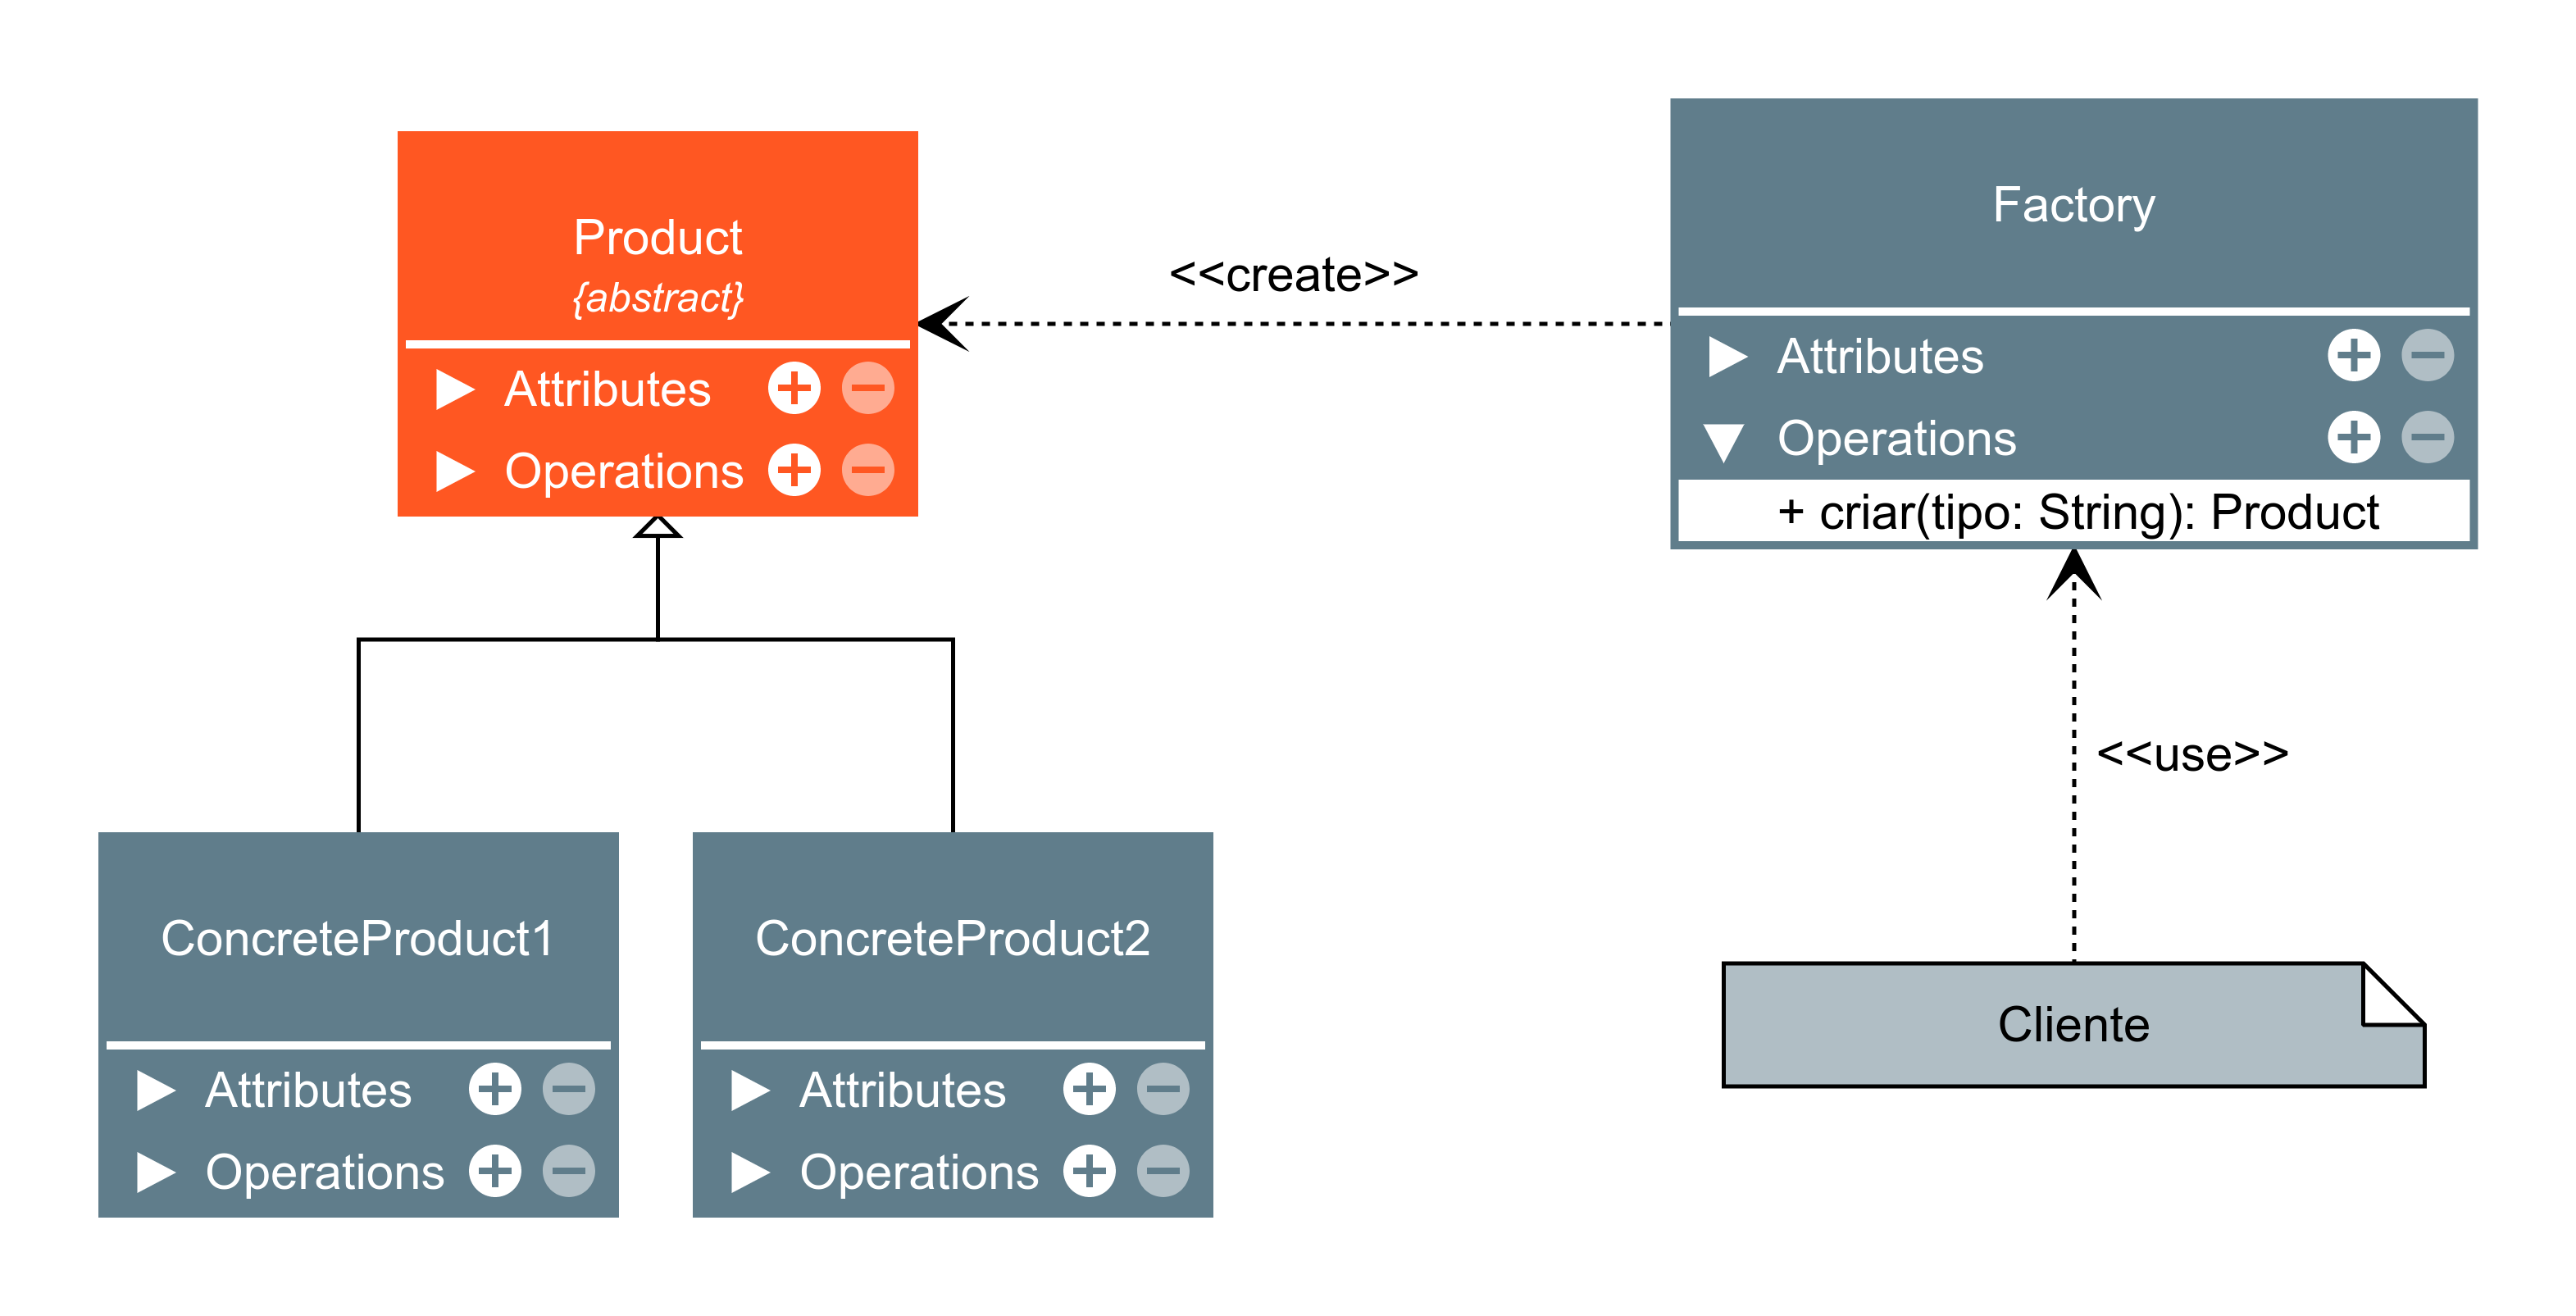 Product
{abstract}
Attributes
Operations
<<create>>
Factory
Attributes
Operations
+ criar(tipo: String): Product
<<use>>
ConcreteProduct1
Attributes
Operations
ConcreteProduct2
Attributes
Operations
Cliente